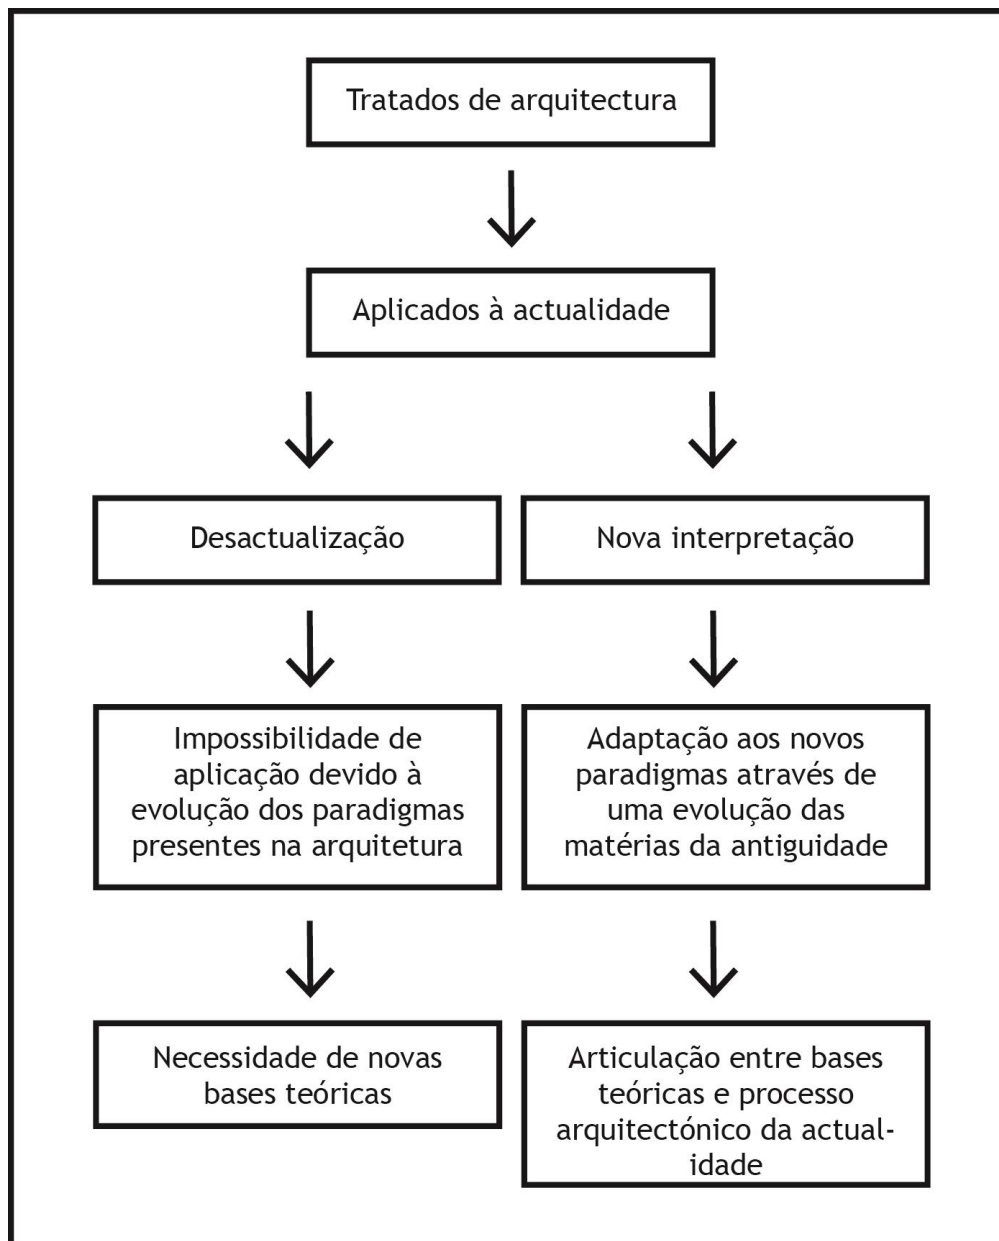 Tratados de arquitectura
Aplicados à actualidade
Desactualização
Nova interpretação
Impossibilidade de
aplicação devido à
evolução dos paradigmas
presentes na arquitetura
Adaptação aos novos
paradigmas através de
uma evolução das
matérias da antiguidade
Necessidade de novas
bases teóricas
Articulação entre bases
teóricas e processo
arquitectónico da actual-
idade